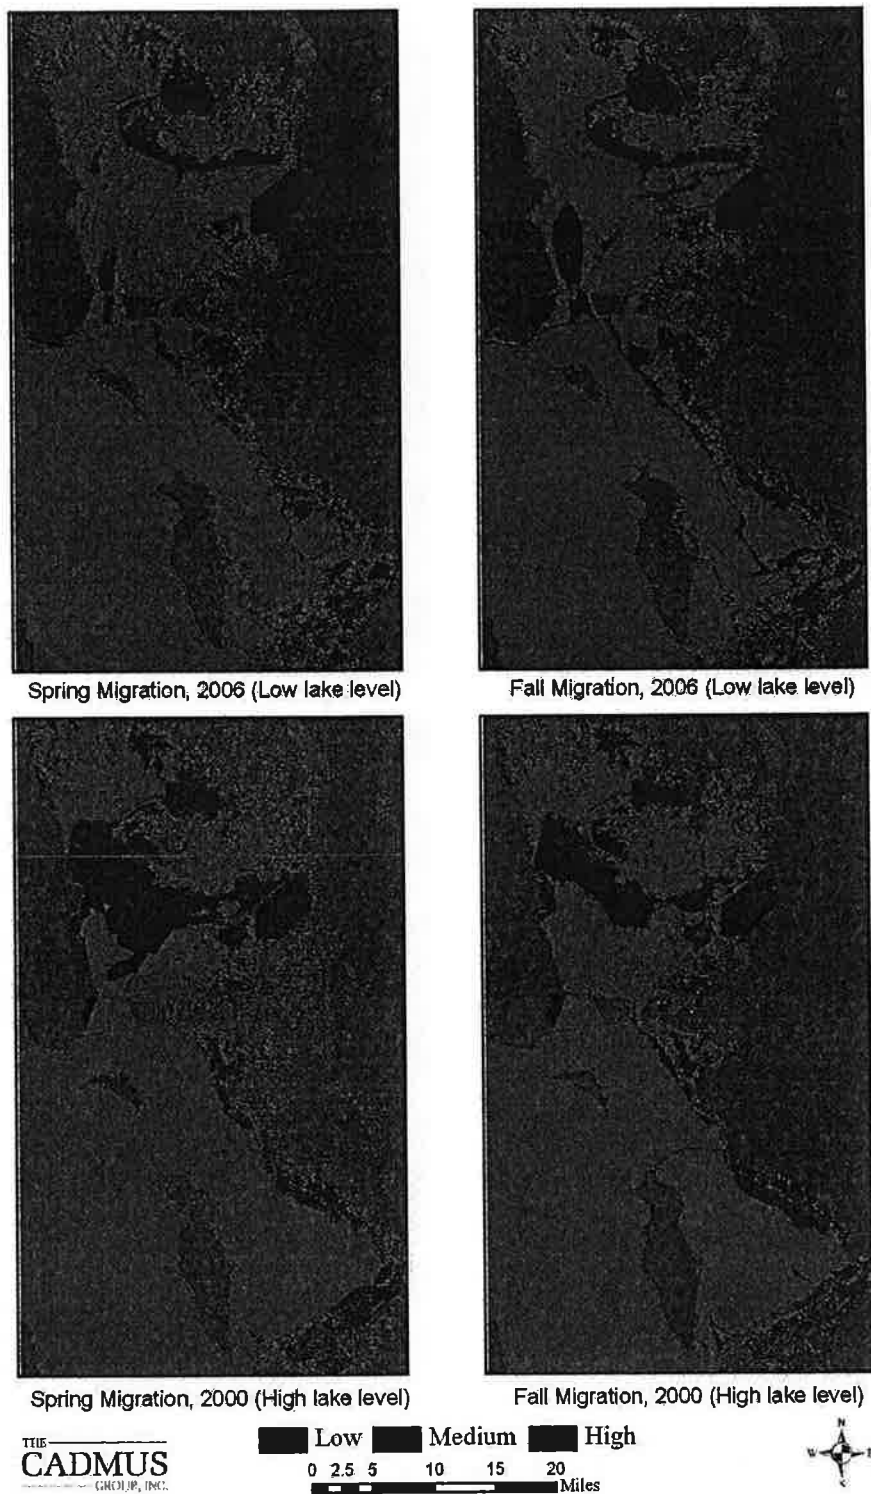 Spring Migration, 2006 (Low lake level)
Fall Migration, 2006 (Low lake level)
Spring Migration, 2000 (High lake level)
Fall Migration, 2000 (High lake level)
THE
CADMUS
GROUP, INC.
Low Medium High
0 2.5 5 10 15 20
Miles
N
W E
S